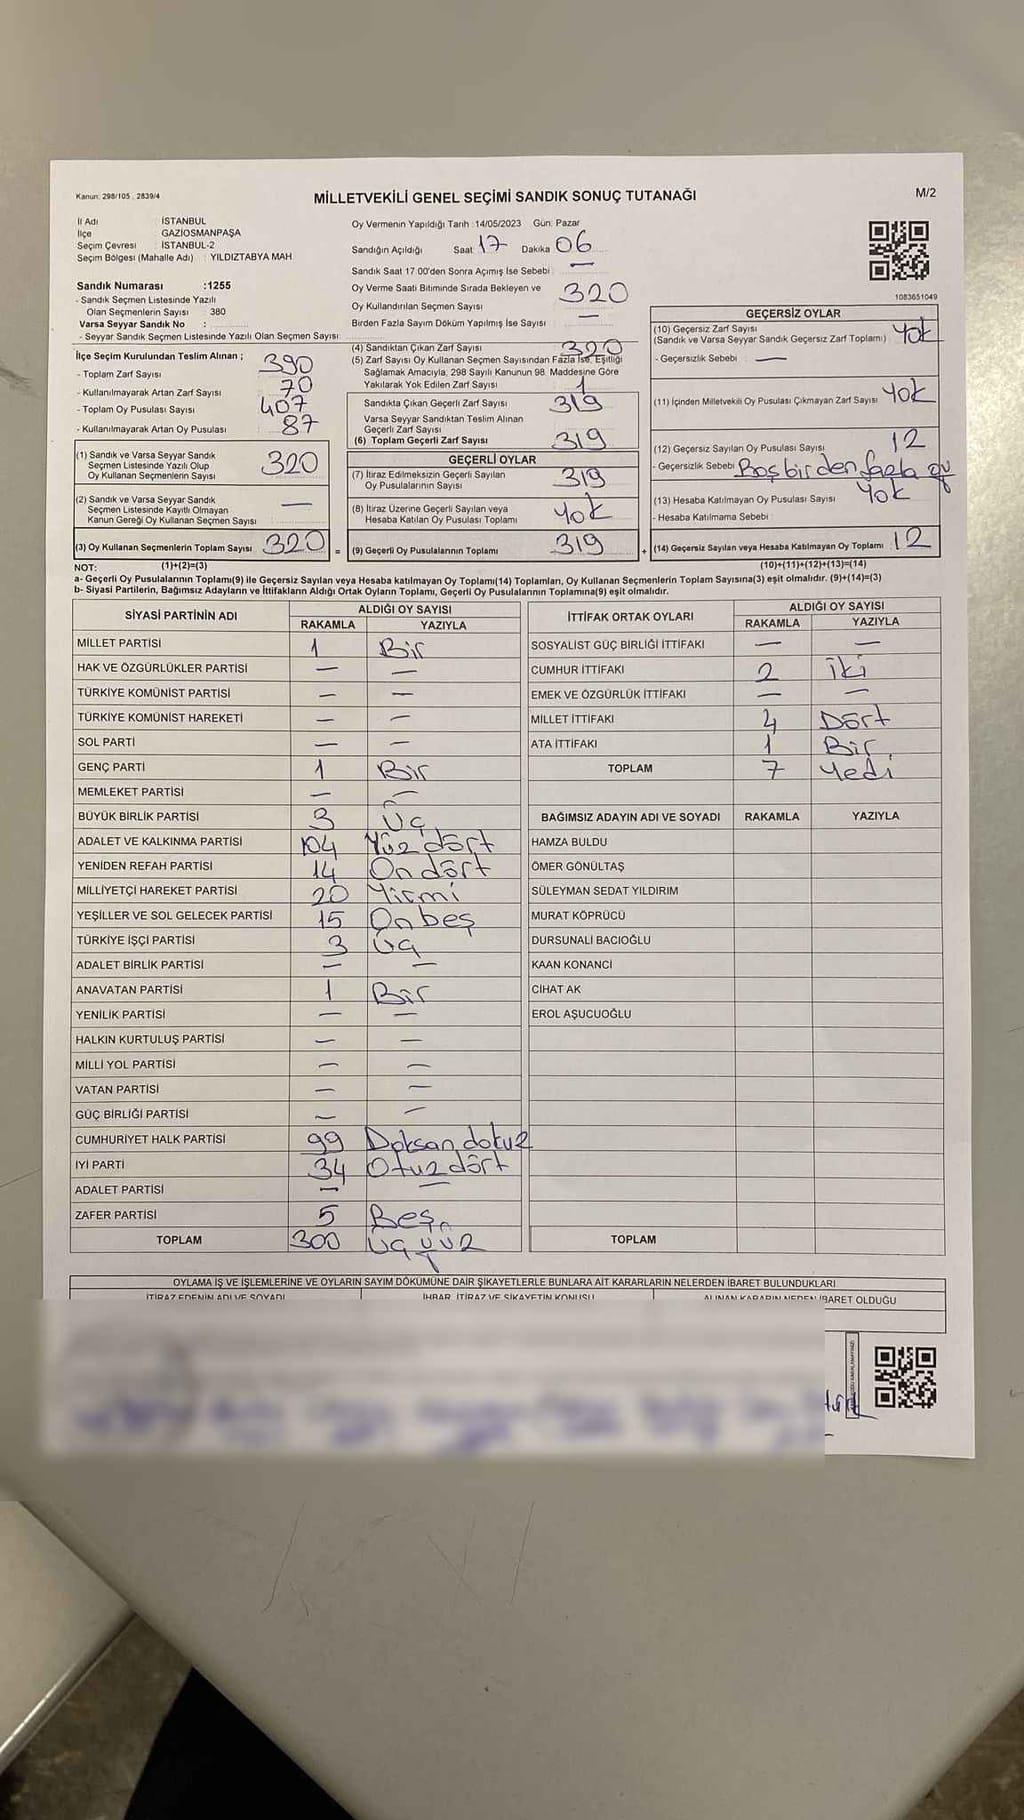 Kanun: 298/105 , 2839/4
MİLLETVEKİLİ GENEL SEÇİMİ SANDIK SONUÇ TUTANAĞI
M/2
İl Adı İSTANBUL
İlçe GAZİOSMANPAŞA
Seçim Çevresi : İSTANBUL-2
Seçim Bölgesi (Mahalle Adı) : YILDIZTABYA MAH
Sandık Numarası :1255
- Sandık Seçmen Listesinde Yazılı
Olan Seçmenlerin Sayısı : 380
Varsa Seyyar Sandık No :
- Seyyar Sandık Seçmen Listesinde Yazılı Olan Seçmen Sayısı :
İlçe Seçim Kurulundan Teslim Alınan ;
- Toplam Zarf Sayısı 390
- Kullanılmayarak Artan Zarf Sayısı 70
- Toplam Oy Pusulası Sayısı 407
- Kullanılmayarak Artan Oy Pusulası 87
(1) Sandık ve Varsa Seyyar Sandık
Seçmen Listesinde Yazılı Olup
Oy Kullanan Seçmenlerin Sayısı 320
(2) Sandık ve Varsa Seyyar Sandık
Seçmen Listesinde Kayıtlı Olmayan
Kanun Gereği Oy Kullanan Seçmen Sayısı —
(3) Oy Kullanan Seçmenlerin Toplam Sayısı 320 =
Oy Vermenin Yapıldığı Tarih : 14/05/2023 Gün: Pazar
Sandığın Açıldığı Saat: 17 Dakika 06
Sandık Saat 17.00'den Sonra Açımış İse Sebebi : —
Oy Verme Saati Bitiminde Sırada Bekleyen ve
Oy Kullandırılan Seçmen Sayısı 320
Birden Fazla Sayım Döküm Yapılmış İse Sayısı —
(4) Sandıktan Çıkan Zarf Sayısı 320
(5) Zarf Sayısı Oy Kullanan Seçmen Sayısından Fazla İse, Eşitliği
Sağlamak Amacıyla, 298 Sayılı Kanunun 98. Maddesine Göre
Yakılarak Yok Edilen Zarf Sayısı 1
Sandıkta Çıkan Geçerli Zarf Sayısı 319
Varsa Seyyar Sandıktan Teslim Alınan
Geçerli Zarf Sayısı
(6) Toplam Geçerli Zarf Sayısı 319
GEÇERLİ OYLAR
(7) İtiraz Edilmeksizin Geçerli Sayılan
Oy Pusulalarının Sayısı 319
(8) İtiraz Üzerine Geçerli Sayılan veya
Hesaba Katılan Oy Pusulası Toplamı Yok
(9) Geçerli Oy Pusulalarının Toplamı 319 +
1083651049
GEÇERSİZ OYLAR
(10) Geçersiz Zarf Sayısı
(Sandık ve Varsa Seyyar Sandık Geçersiz Zarf Toplamı) Yok
- Geçersizlik Sebebi : —
(11) İçinden Milletvekili Oy Pusulası Çıkmayan Zarf Sayısı Yok
(12) Geçersiz Sayılan Oy Pusulası Sayısı 12
- Geçersizlik Sebebi : Boş birden fazla oy
(13) Hesaba Katılmayan Oy Pusulası Sayısı Yok
- Hesaba Katılmama Sebebi :
(14) Geçersiz Sayılan veya Hesaba Katılmayan Oy Toplamı 12
NOT: (1)+(2)=(3) (10)+(11)+(12)+(13)=(14)
a- Geçerli Oy Pusulalarının Toplamı(9) ile Geçersiz Sayılan veya Hesaba katılmayan Oy Toplamı(14) Toplamları, Oy Kullanan Seçmenlerin Toplam Sayısına(3) eşit olmalıdır. (9)+(14)=(3)
b- Siyasi Partilerin, Bağımsız Adayların ve İttifakların Aldığı Ortak Oyların Toplamı, Geçerli Oy Pusulalarının Toplamına(9) eşit olmalıdır.
SİYASİ PARTİNİN ADI ALDIĞI OY SAYISI
RAKAMLA YAZIYLA
MİLLET PARTİSİ 1 Bir
HAK VE ÖZGÜRLÜKLER PARTİSİ — —
TÜRKİYE KOMÜNİST PARTİSİ — —
TÜRKİYE KOMÜNİST HAREKETİ — —
SOL PARTİ — —
GENÇ PARTİ 1 Bir
MEMLEKET PARTİSİ — —
BÜYÜK BİRLİK PARTİSİ 3 Üç
ADALET VE KALKINMA PARTİSİ 104 Yüz dört
YENİDEN REFAH PARTİSİ 14 On dört
MİLLİYETÇİ HAREKET PARTİSİ 20 Yirmi
YEŞİLLER VE SOL GELECEK PARTİSİ 15 On beş
TÜRKİYE İŞÇİ PARTİSİ 3 Üç
ADALET BİRLİK PARTİSİ — —
ANAVATAN PARTİSİ 1 Bir
YENİLİK PARTİSİ — —
HALKIN KURTULUŞ PARTİSİ — —
MİLLİ YOL PARTİSİ — —
VATAN PARTİSİ — —
GÜÇ BİRLİĞİ PARTİSİ — —
CUMHURİYET HALK PARTİSİ 99 Doksan dokuz
İYİ PARTİ 34 Otuz dört
ADALET PARTİSİ — —
ZAFER PARTİSİ 5 Beş
TOPLAM 300 Üç yüz
İTTİFAK ORTAK OYLARI ALDIĞI OY SAYISI
RAKAMLA YAZIYLA
SOSYALİST GÜÇ BİRLİĞİ İTTİFAKI — —
CUMHUR İTTİFAKI 2 İki
EMEK VE ÖZGÜRLÜK İTTİFAKI — —
MİLLET İTTİFAKI 4 Dört
ATA İTTİFAKI 1 Bir
TOPLAM 7 Yedi
BAĞIMSIZ ADAYIN ADI VE SOYADI RAKAMLA YAZIYLA
HAMZA BULDU
ÖMER GÖNÜLTAŞ
SÜLEYMAN SEDAT YILDIRIM
MURAT KÖPRÜCÜ
DURSUNALİ BACIOĞLU
KAAN KONANCİ
CİHAT AK
EROL AŞUCUOĞLU
TOPLAM
OYLAMA İŞ VE İŞLEMLERİNE VE OYLARIN SAYIM DÖKÜMÜNE DAİR ŞİKAYETLERLE BUNLARA AİT KARARLARIN NELERDEN İBARET BULUNDUKLARI
İTİRAZ EDENİN ADI VE SOYADI İHBAR, İTİRAZ VE ŞİKAYETİN KONUSU ALINAN KARARIN NEDEN İBARET OLDUĞU